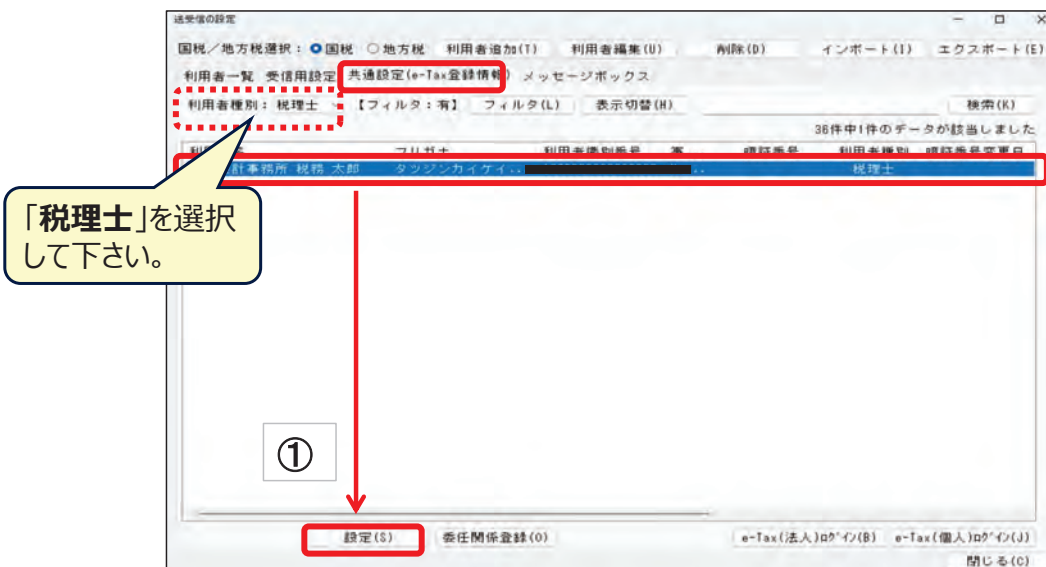 送受信の設定
国税／地方税選択： 国税 地方税 利用者追加(T) 利用者編集(U) 削除(D) インポート(I) エクスポート(E)
利用者一覧 受信用設定 共通設定(e-Tax登録情報) メッセージボックス
利用者種別： 税理士 【フィルタ：有】 フィルタ(L) 表示切替(H) 検索(K)
36件中1件のデータが該当しました
フリガナ 利用者識別番号 暗証番号 利用者種別 暗証番号変更日
計事務所 税務 太郎 タツジンカイケイ.. .. 税理士
「税理士」を選択
して下さい。
①
設定(S) 委任関係登録(O) e-Tax(法人)ログイン(B) e-Tax(個人)ログイン(J)
閉じる(C)